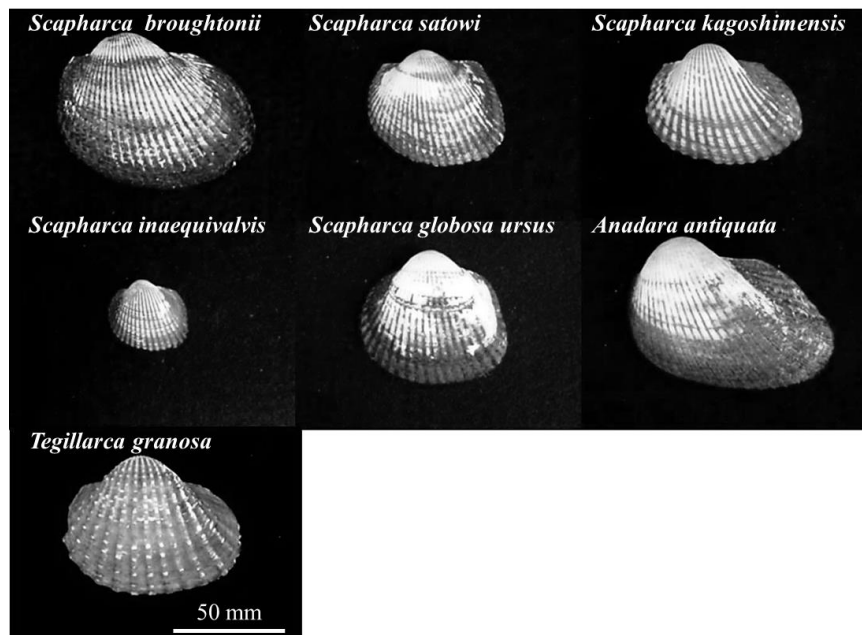 Scapharca broughtonii
Scapharca satowi
Scapharca kagoshimensis
Scapharca inaequivalvis
Scapharca globosa ursus
Anadara antiquata
Tegillarca granosa
50 mm